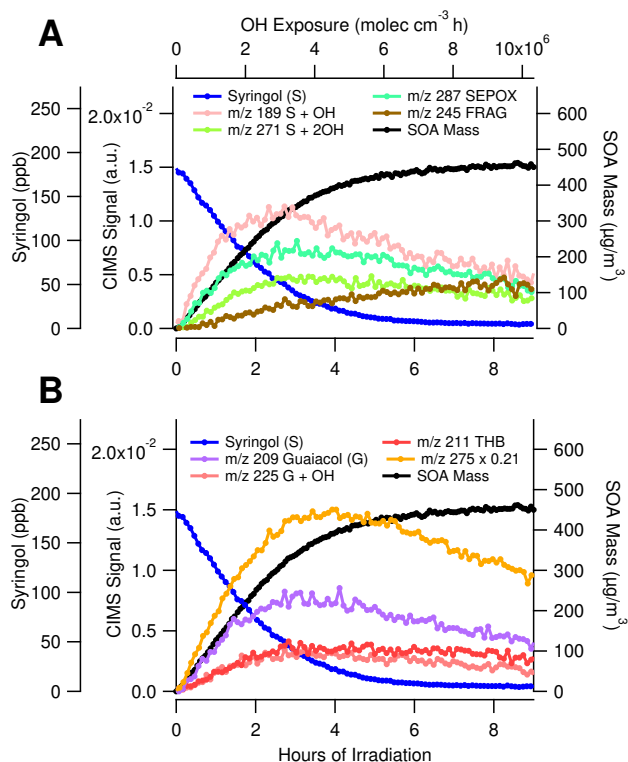 A
OH Exposure (molec cm⁻³ h)
0 2 4 6 8 10x10⁶
Syringol (S)
m/z 189 S + OH
m/z 271 S + 2OH
m/z 287 SEPOX
m/z 245 FRAG
SOA Mass
Syringol (ppb)
250
200
150
100
50
0
CIMS Signal (a.u.)
2.0x10⁻²
1.5
1.0
0.5
0.0
SOA Mass (µg/m³)
600
500
400
300
200
100
0
0 2 4 6 8
B
Syringol (S)
m/z 209 Guaiacol (G)
m/z 225 G + OH
m/z 211 THB
m/z 275 x 0.21
SOA Mass
Syringol (ppb)
250
200
150
100
50
0
CIMS Signal (a.u.)
2.0x10⁻²
1.5
1.0
0.5
0.0
SOA Mass (µg/m³)
600
500
400
300
200
100
0
0 2 4 6 8
Hours of Irradiation